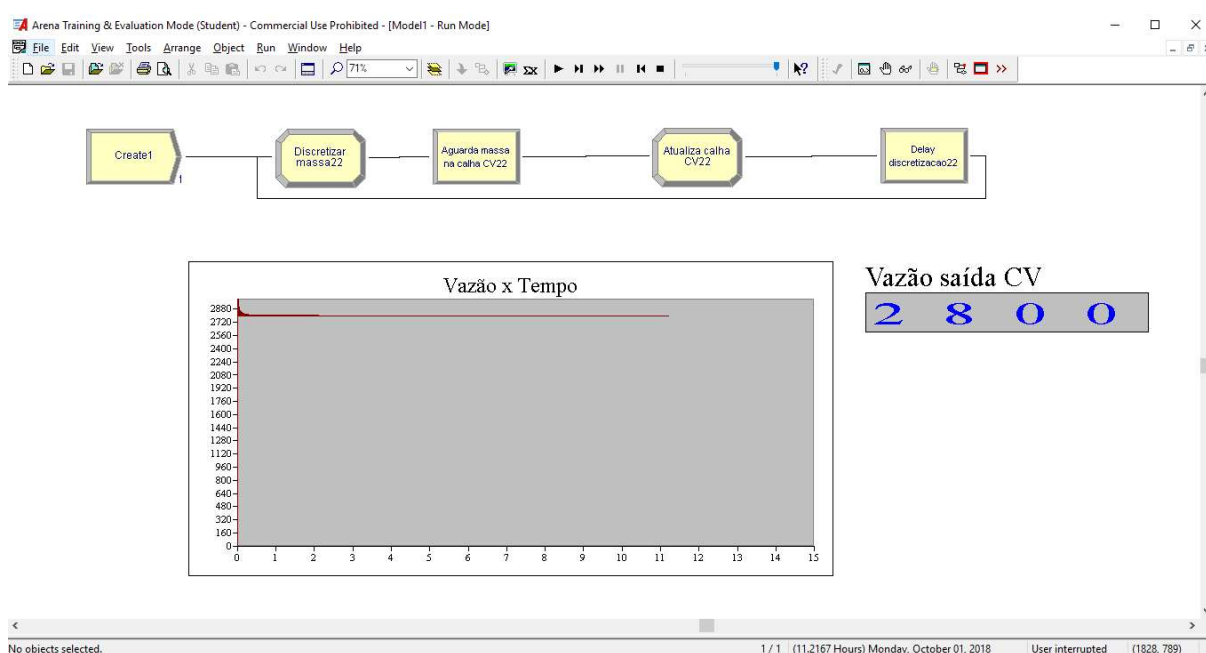 Arena Training & Evaluation Mode (Student) - Commercial Use Prohibited - [Model1 - Run Mode]
File Edit View Tools Arrange Object Run Window Help
71%
Create1
1
Discretizar
massa22
Aguarda massa
na calha CV22
Atualiza calha
CV22
Delay
discretizacao22
Vazão x Tempo
2880
2720
2560
2400
2240
2080
1920
1760
1600
1440
1280
1120
960
800
640
480
320
160
0
0 1 2 3 4 5 6 7 8 9 10 11 12 13 14 15
Vazão saída CV
2 8 0 0
No objects selected. 1 / 1 (11,2167 Hours) Monday, October 01, 2018 User interrupted (1828, 789)